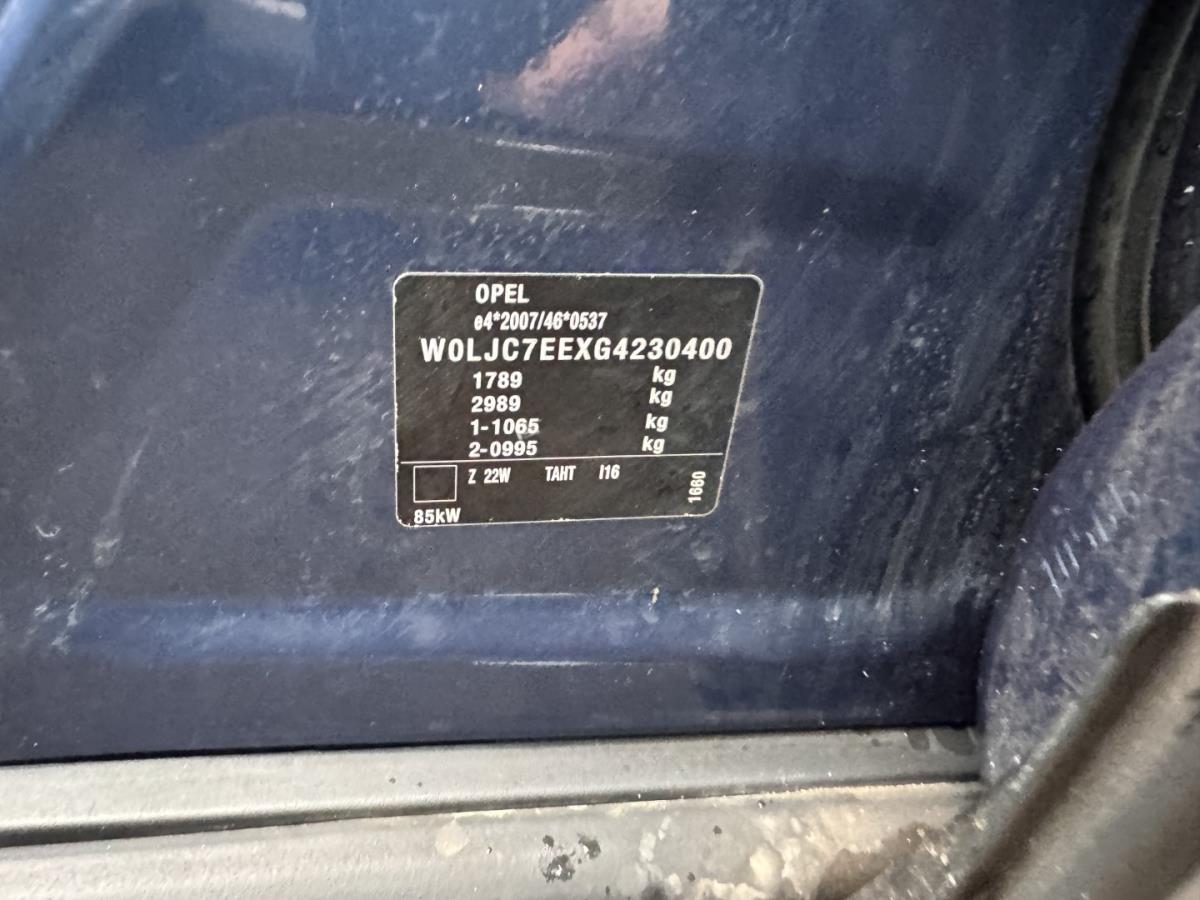 OPEL
e4*2007/46*0537
W0LJC7EEXG4230400
1789 kg
2989 kg
1-1065 kg
2-0995 kg
Z 22W TAHT I16
1660
85kW